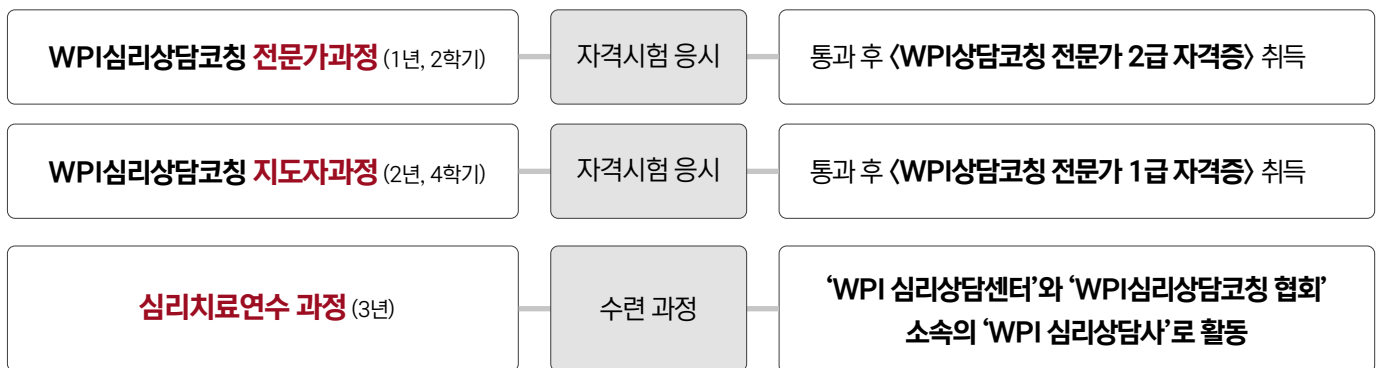 WPI심리상담코칭 전문가과정 (1년, 2학기)
자격시험 응시
통과 후 〈WPI상담코칭 전문가 2급 자격증〉 취득
WPI심리상담코칭 지도자과정 (2년, 4학기)
자격시험 응시
통과 후 〈WPI상담코칭 전문가 1급 자격증〉 취득
심리치료연수 과정 (3년)
수련 과정
‘WPI 심리상담센터’와 ‘WPI심리상담코칭 협회’
소속의 ‘WPI 심리상담사’로 활동